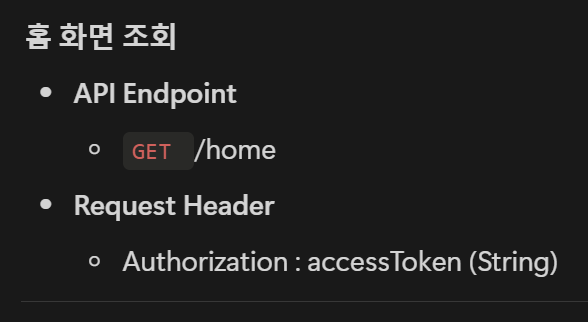 홈 화면 조회
API Endpoint
GET /home
Request Header
Authorization : accessToken (String)